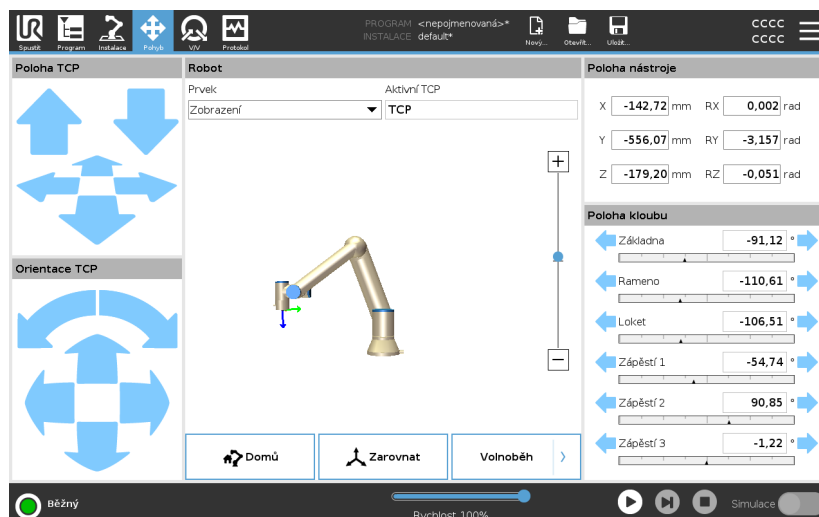 UR
PROGRAM <nepojmenovaná>*
INSTALACE default*
cccc
cccc
Spustit Program Instalace Pohyb V/V Protokol Nový... Otevřít... Uložit...
Poloha TCP
Robot
Poloha nástroje
Prvek
Aktivní TCP
Zobrazení
TCP
X -142,72 mm RX 0,002 rad
Y -556,07 mm RY -3,157 rad
Z -179,20 mm RZ -0,051 rad
Poloha kloubu
Základna -91,12 °
Rameno -110,61 °
Loket -106,51 °
Zápěstí 1 -54,74 °
Zápěstí 2 90,85 °
Zápěstí 3 -1,22 °
Orientace TCP
Domů
Zarovnat
Volnoběh
Běžný
Rychlost 100%
Simulace